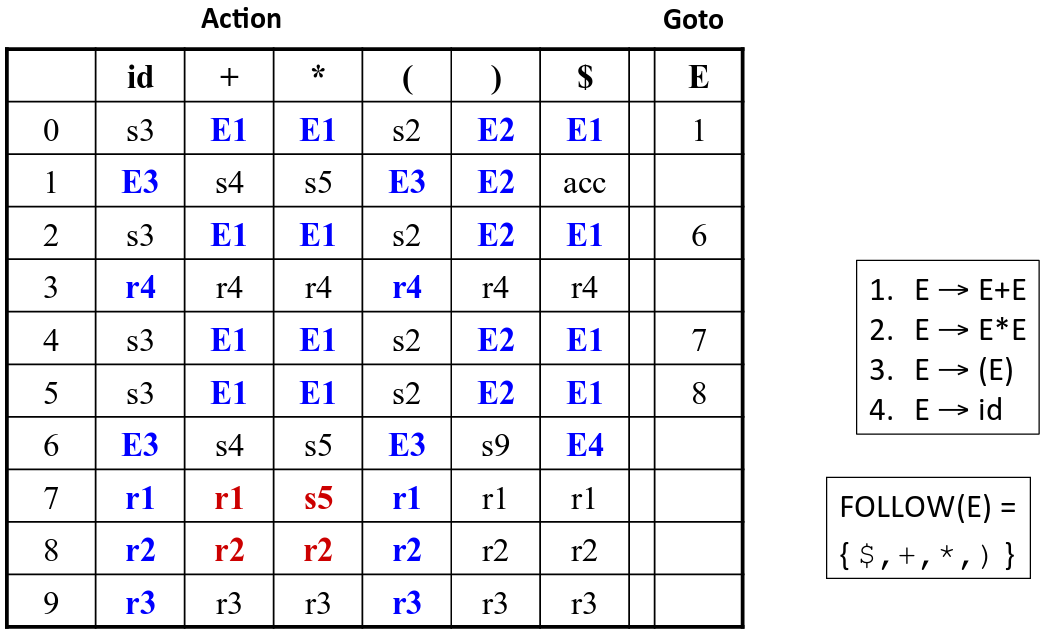 Action Goto
id + * ( ) $ E
0 s3 E1 E1 s2 E2 E1 1
1 E3 s4 s5 E3 E2 acc
2 s3 E1 E1 s2 E2 E1 6
3 r4 r4 r4 r4 r4 r4
4 s3 E1 E1 s2 E2 E1 7
5 s3 E1 E1 s2 E2 E1 8
6 E3 s4 s5 E3 s9 E4
7 r1 r1 s5 r1 r1 r1
8 r2 r2 r2 r2 r2 r2
9 r3 r3 r3 r3 r3 r3
1. E → E+E
2. E → E*E
3. E → (E)
4. E → id
FOLLOW(E) =
{ $, +, *, ) }